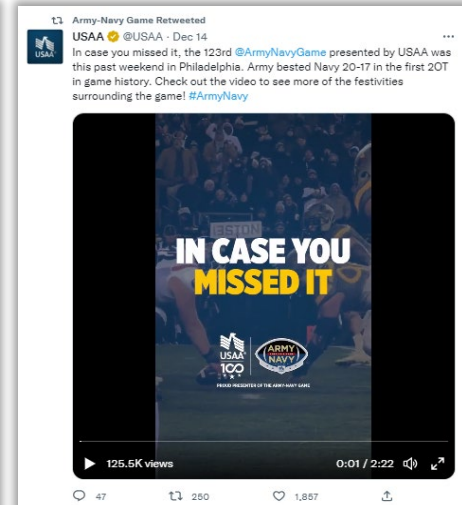 Army-Navy Game Retweeted
USAA @USAA · Dec 14
In case you missed it, the 123rd @ArmyNavyGame presented by USAA was
this past weekend in Philadelphia. Army bested Navy 20-17 in the first 2OT
in game history. Check out the video to see more of the festivities
surrounding the game! #ArmyNavy
USAA
IN CASE YOU
MISSED IT
USAA
100
ARMY
NAVY
PROUD PRESENTER OF THE ARMY-NAVY GAME
125.5K views
0:01 / 2:22
47
250
1,857